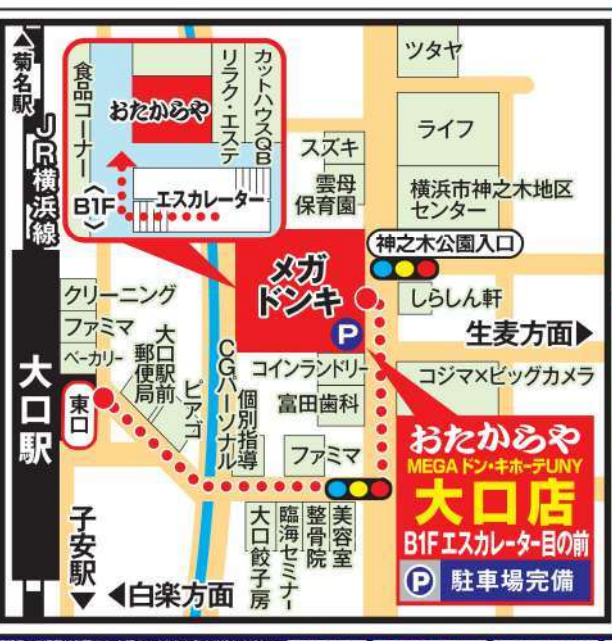 菊名駅
JR横浜線
食品コーナー
おたからや
リラク・エステ
カットハウスQB
〈B1F〉
エスカレーター
ツタヤ
ライフ
スズキ
雲母
保育園
横浜市神之木地区
センター
神之木公園入口
メガ
ドンキ
P
しらしん軒
生麦方面▶
クリーニング
ファミマ
ベーカリー
大口駅前
郵便局
ピアゴ
CGパーソナル
個別指導
コインランドリー
富田歯科
ファミマ
コジマ×ビッグカメラ
大口駅
東口
おたからや
MEGAドン・キホーテUNY
大口店
B1Fエスカレーター目の前
P 駐車場完備
大口餃子房
臨海セミナー
整骨院
美容室
子安駅
◀白楽方面